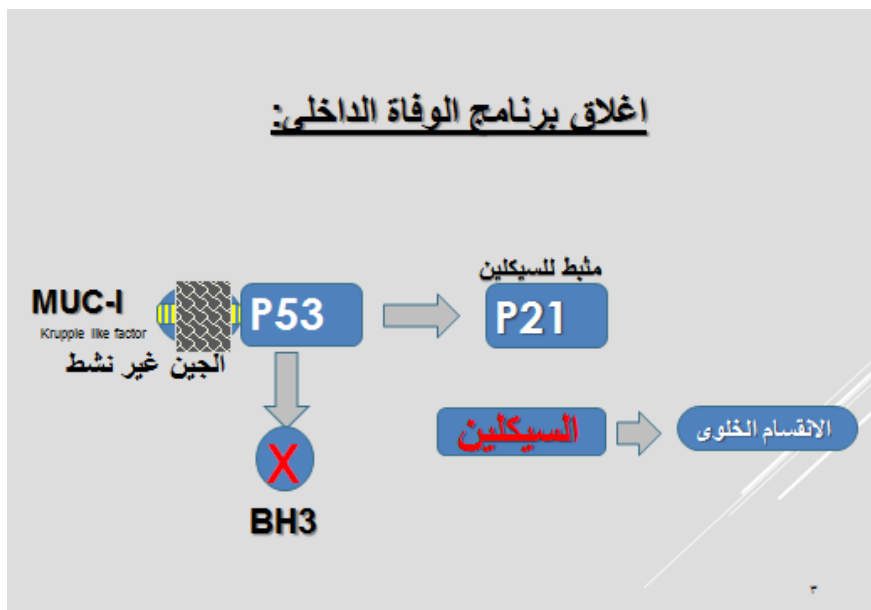 اغلاق برنامج الوفاة الداخلى:
مثبط للسيكلين
MUC-I
Krupple like factor
الجين غير نشط
P53
P21
السيكلين
الانقسام الخلوى
X
BH3
٣